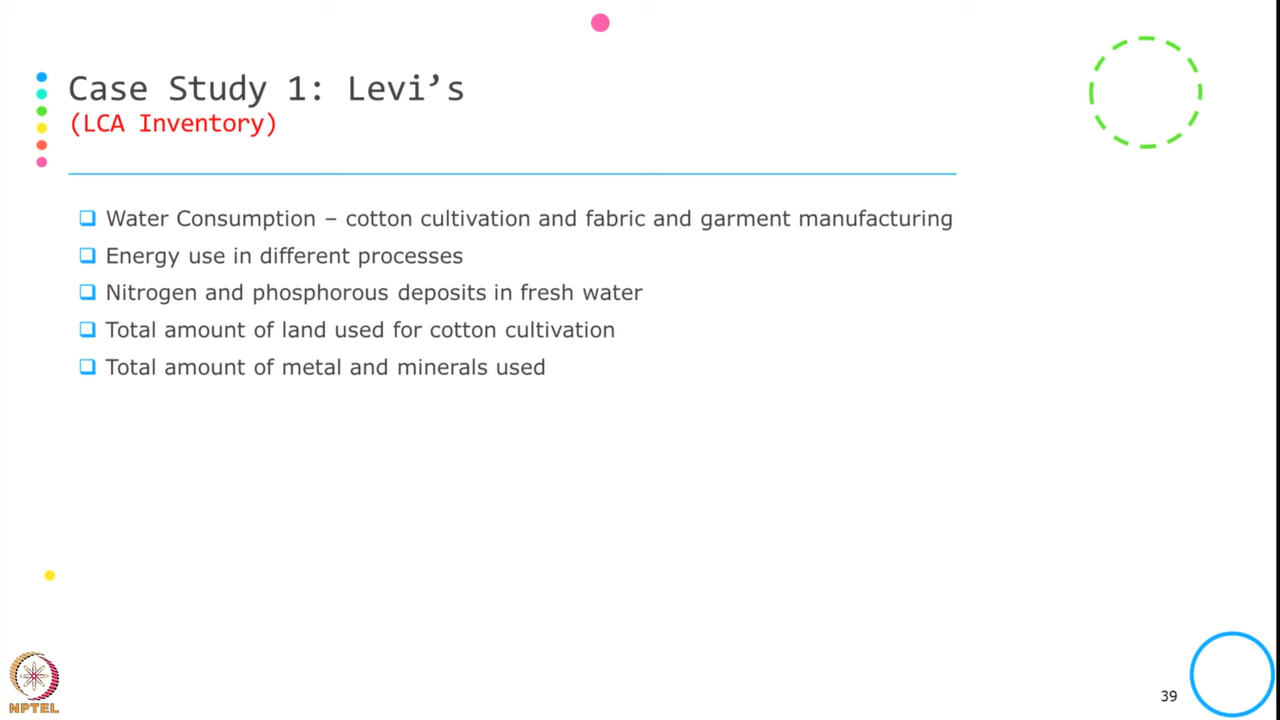 Case Study 1: Levi’s
(LCA Inventory)
Water Consumption – cotton cultivation and fabric and garment manufacturing
Energy use in different processes
Nitrogen and phosphorous deposits in fresh water
Total amount of land used for cotton cultivation
Total amount of metal and minerals used
NPTEL
39